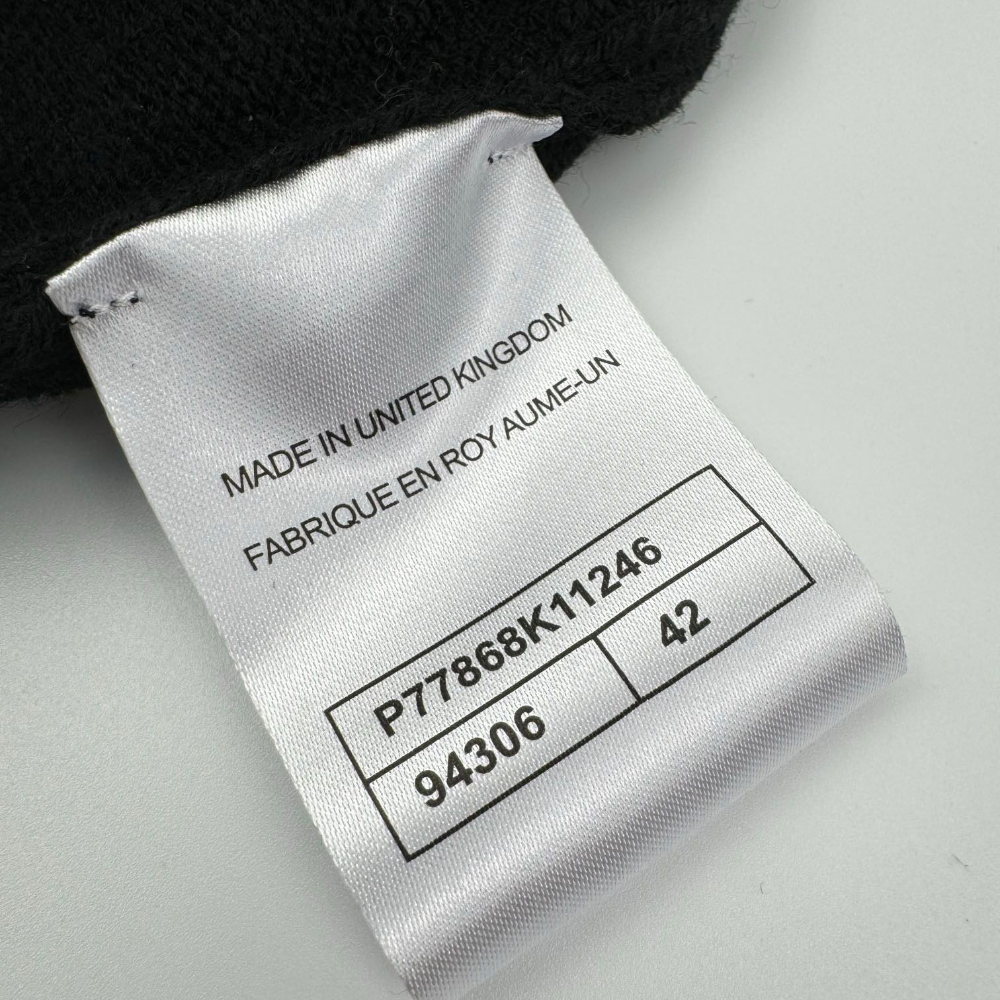 MADE IN UNITED KINGDOM
FABRIQUE EN ROY AUME-UN
P77868K11246
94306 42